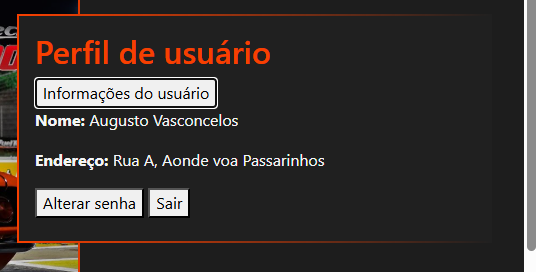 Perfil de usuário
Informações do usuário
Nome: Augusto Vasconcelos
Endereço: Rua A, Aonde voa Passarinhos
Alterar senha Sair